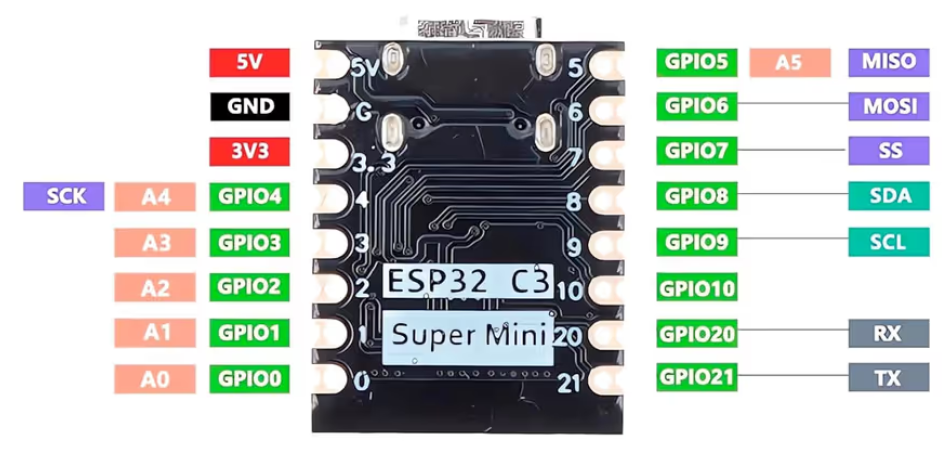 5V 5V 5 GPIO5 A5 MISO
GND G 6 GPIO6 MOSI
3V3 3.3 7 GPIO7 SS
SCK A4 GPIO4 4 8 GPIO8 SDA
A3 GPIO3 3 9 GPIO9 SCL
A2 GPIO2 2 ESP32 C3 10 GPIO10
A1 GPIO1 1 Super Mini 20 GPIO20 RX
A0 GPIO0 0 21 GPIO21 TX